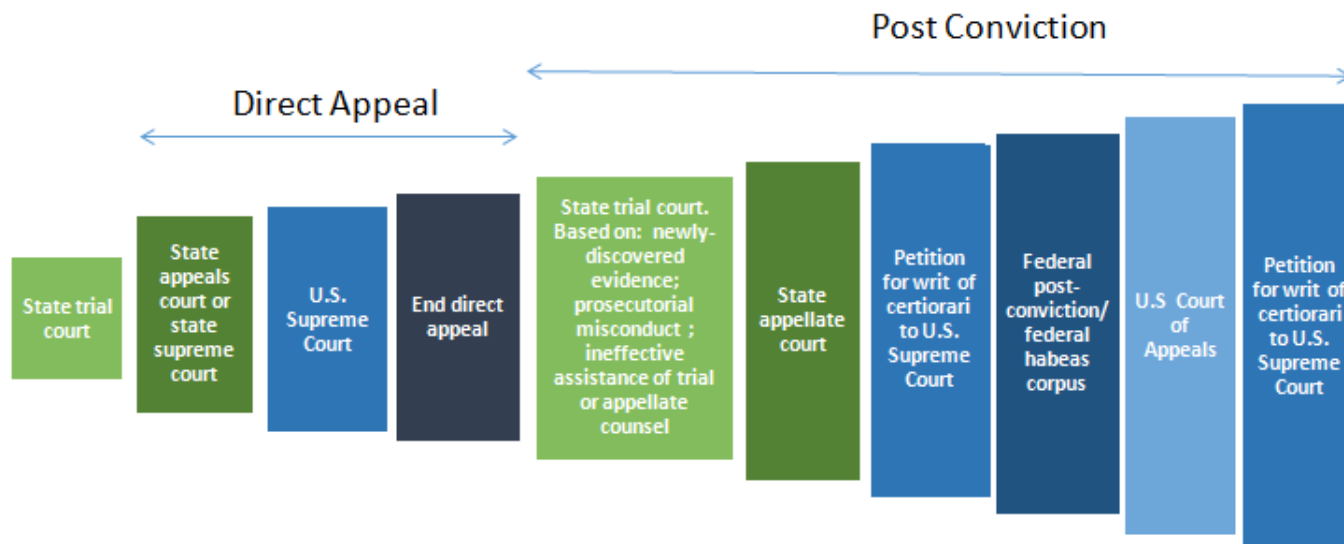 Post Conviction
Direct Appeal
State trial
court
State
appeals
court or
state
supreme
court
U.S.
Supreme
Court
End direct
appeal
State trial court.
Based on:  newly-
discovered
evidence;
prosecutorial
misconduct ;
ineffective
assistance of trial
or appellate
counsel
State
appellate
court
Petition
for writ of
certiorari
to U.S.
Supreme
Court
Federal
post-
conviction/
federal
habeas
corpus
U.S  Court
of
Appeals
Petition
for writ of
certiorari
to U.S.
Supreme
Court